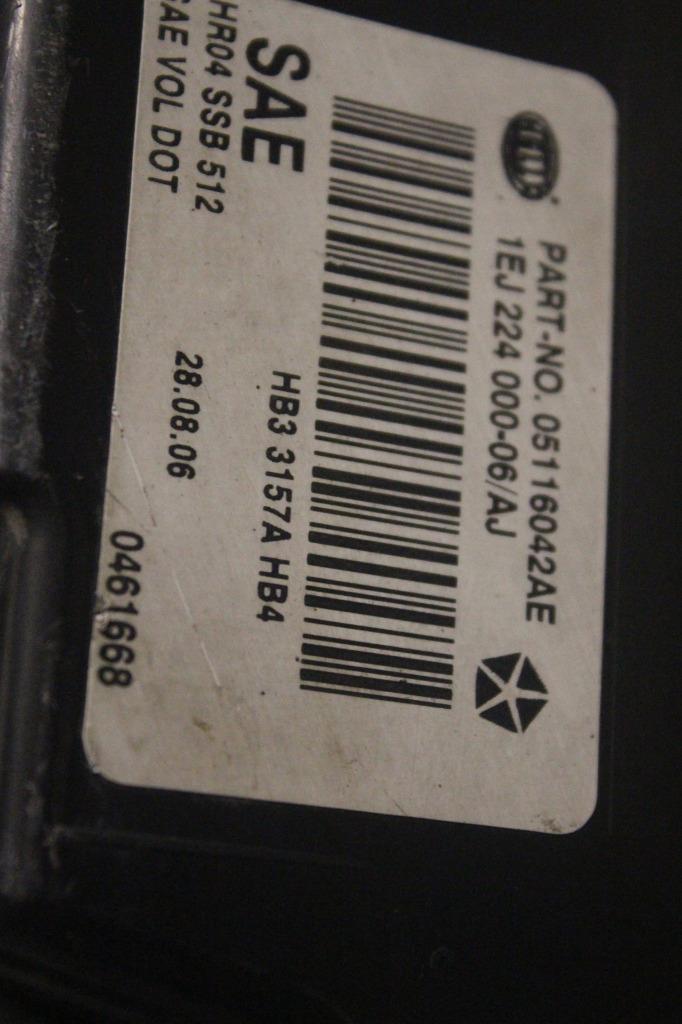 HELLA
PART-NO. 05116042AE
1EJ 224 000-06/AJ
HB3 3157A HB4
SAE
HR04 SSB 512
SAE VOL DOT
28.08.06
0461668